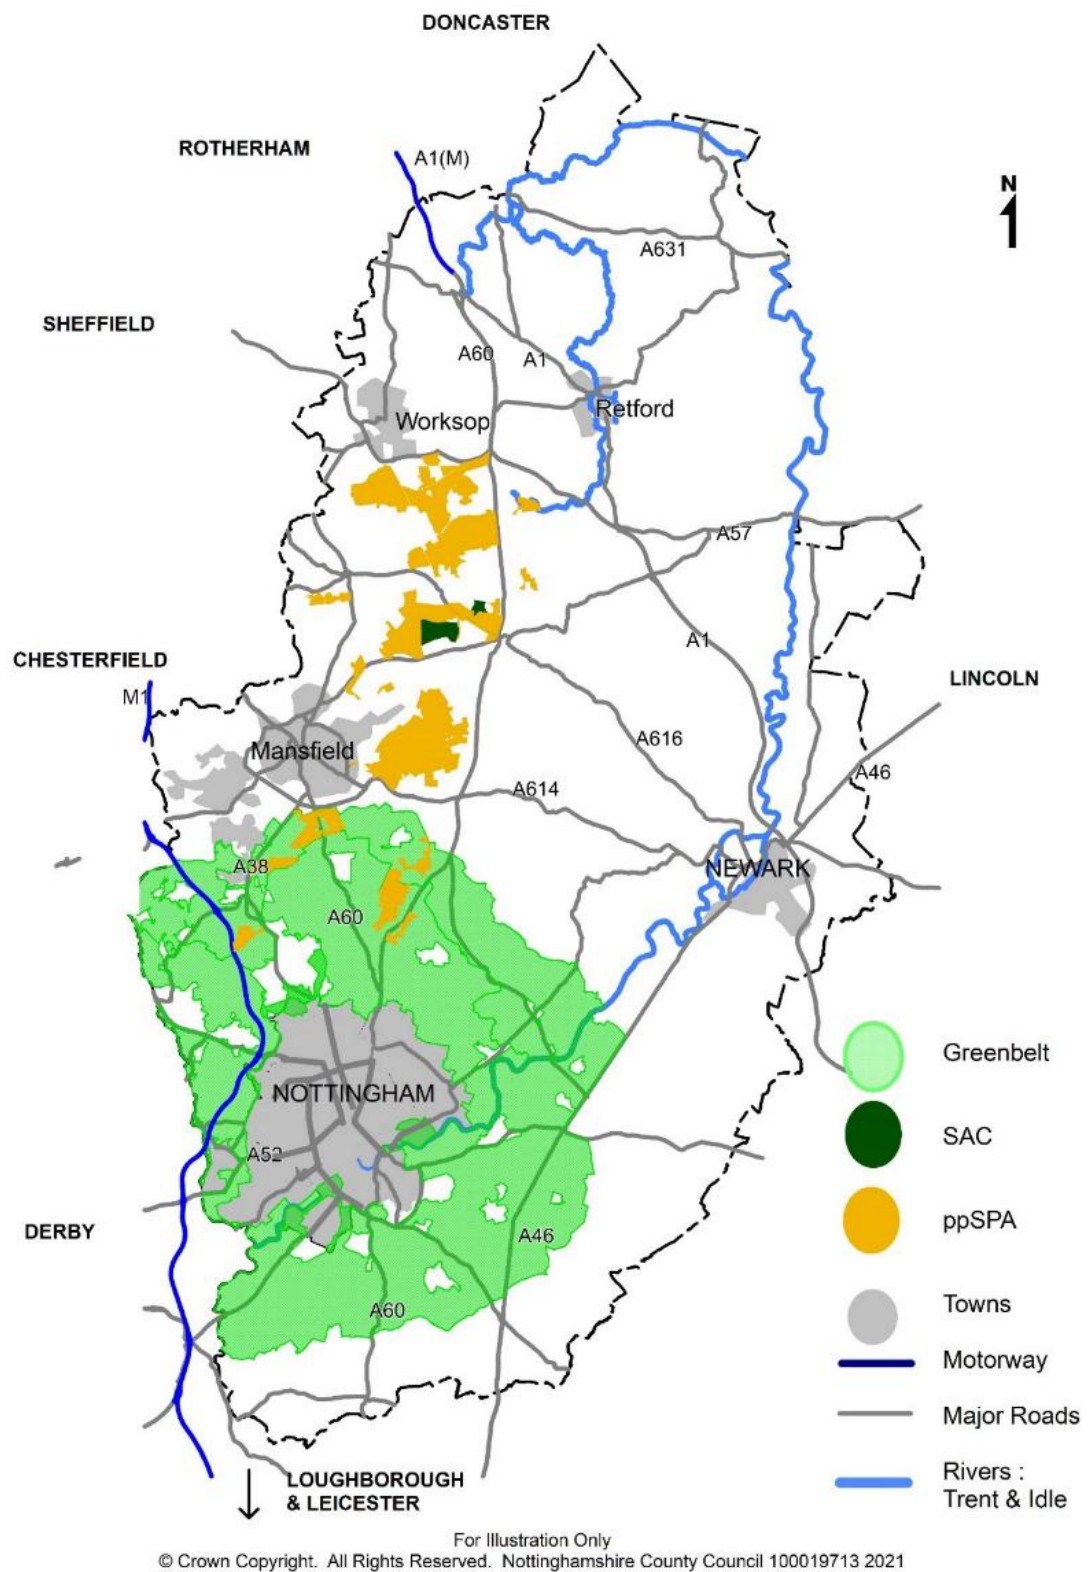 DONCASTER
ROTHERHAM
A1(M)
N
A631
SHEFFIELD
A60
A1
Worksop
Retford
A57
A1
CHESTERFIELD
M1
LINCOLN
A616
Mansfield
A46
A614
A38
NEWARK
A60
Greenbelt
NOTTINGHAM
SAC
A52
ppSPA
DERBY
A46
Towns
A60
Motorway
Major Roads
Rivers :
Trent & Idle
LOUGHBOROUGH
& LEICESTER
For Illustration Only
© Crown Copyright. All Rights Reserved. Nottinghamshire County Council 100019713 2021